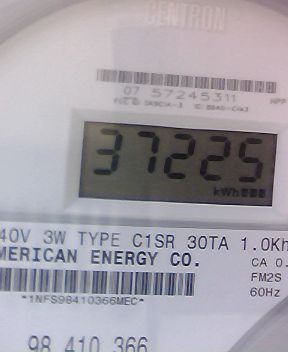 CENTRON
07 57245311
37225
kWh
40V 3W TYPE C1SR 30TA 1.0Kh
MERICAN ENERGY CO.
CA 0.
FM2S
60Hz
*1NFS98410366MEC*
98 410 366